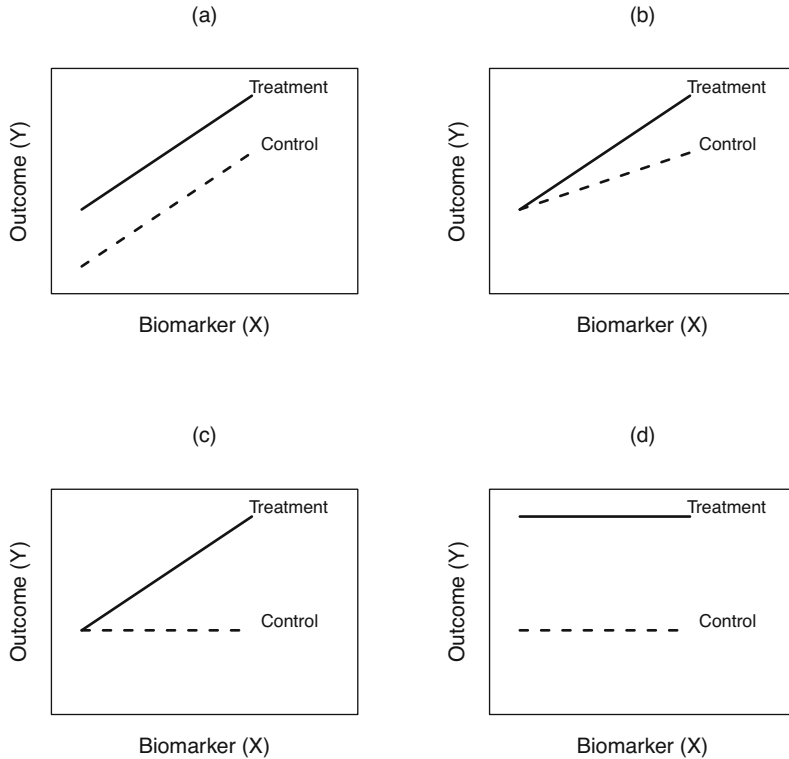 (a)
Treatment
Control
Outcome (Y)
Biomarker (X)
(b)
Treatment
Control
Outcome (Y)
Biomarker (X)
(c)
Treatment
Control
Outcome (Y)
Biomarker (X)
(d)
Treatment
Control
Outcome (Y)
Biomarker (X)